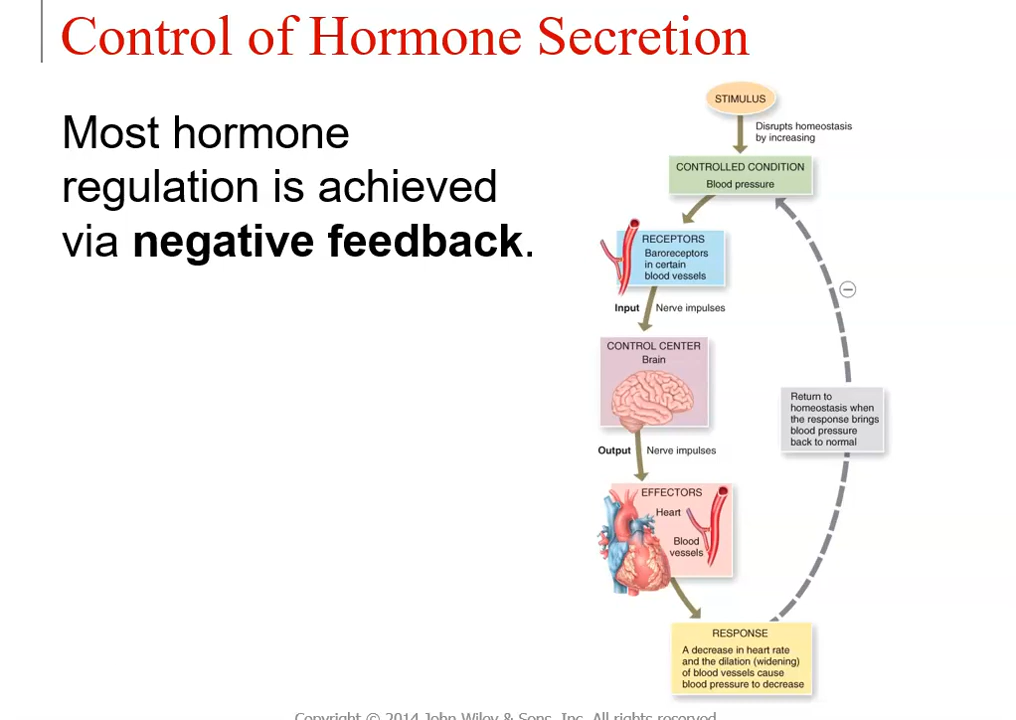 Control of Hormone Secretion
Most hormone
regulation is achieved
via negative feedback.
STIMULUS
Disrupts homeostasis
by increasing
CONTROLLED CONDITION
Blood pressure
RECEPTORS
Baroreceptors
in certain
blood vessels
Input Nerve impulses
CONTROL CENTER
Brain
Output Nerve impulses
EFFECTORS
Heart
Blood
vessels
RESPONSE
A decrease in heart rate
and the dilation (widening)
of blood vessels cause
blood pressure to decrease
−
Return to
homeostasis when
the response brings
blood pressure
back to normal
Copyright © 2014 John Wiley & Sons, Inc. All rights reserved